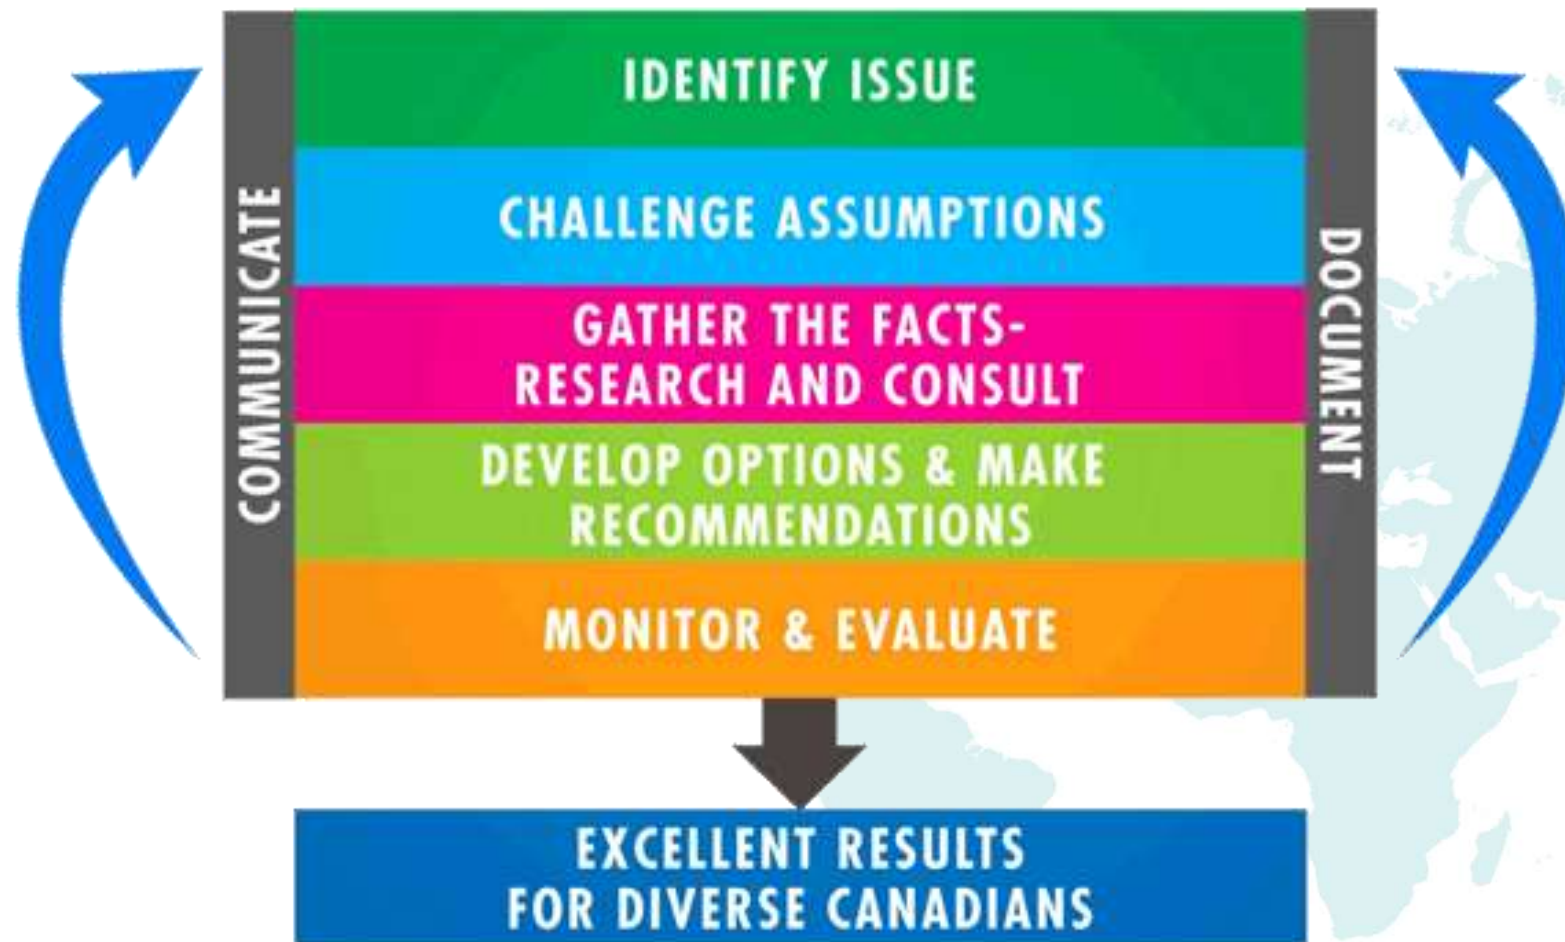 COMMUNICATE
IDENTIFY ISSUE
CHALLENGE ASSUMPTIONS
GATHER THE FACTS-
RESEARCH AND CONSULT
DEVELOP OPTIONS & MAKE
RECOMMENDATIONS
MONITOR & EVALUATE
DOCUMENT
EXCELLENT RESULTS
FOR DIVERSE CANADIANS